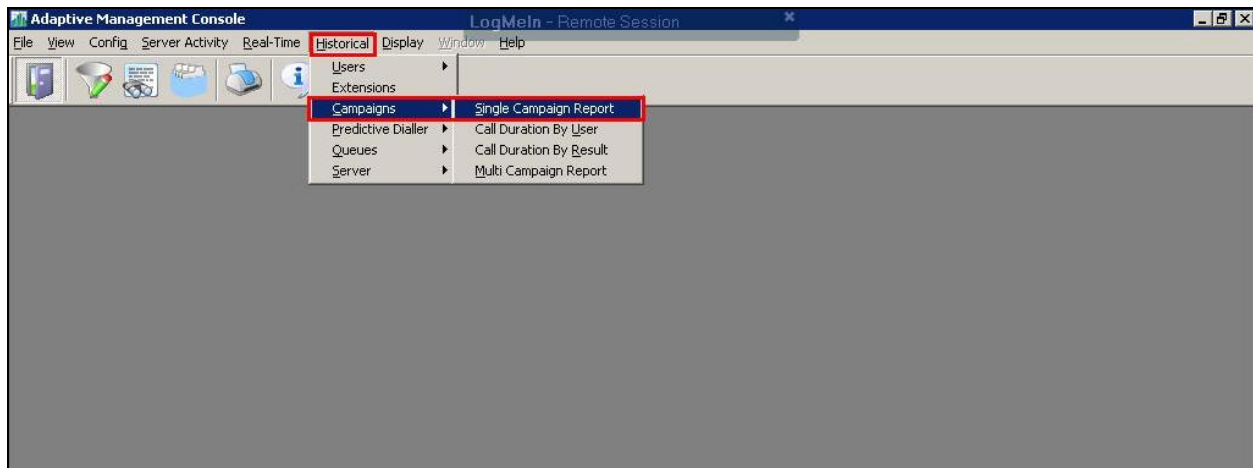 Adaptive Management Console
LogMeIn - Remote Session
File View Config Server Activity Real-Time Historical Display Window Help
Users
Extensions
Campaigns
Predictive Dialler
Queues
Server
Single Campaign Report
Call Duration By User
Call Duration By Result
Multi Campaign Report